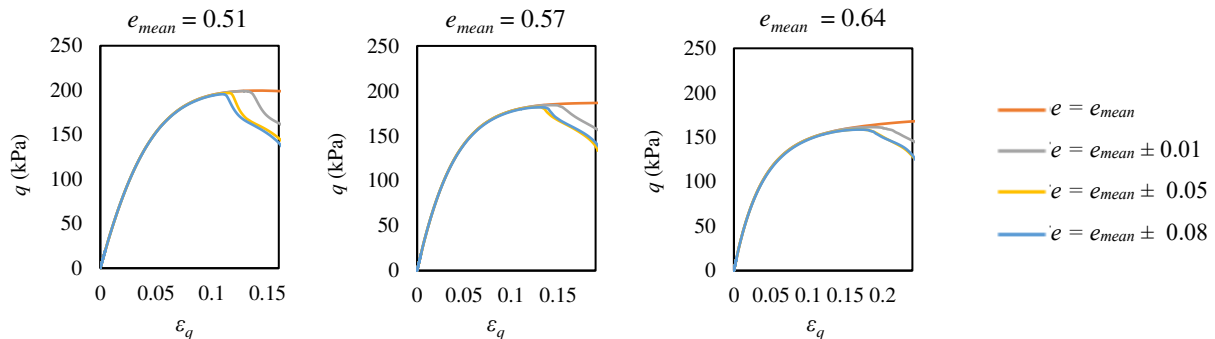 e_mean = 0.51
250
200
150
100
50
0
q (kPa)
0 0.05 0.1 0.15
ε_q
e_mean = 0.57
250
200
150
100
50
0
q (kPa)
0 0.05 0.1 0.15
ε_q
e_mean = 0.64
250
200
150
100
50
0
q (kPa)
0 0.05 0.1 0.15 0.2
ε_q
e = e_mean
e = e_mean ± 0.01
e = e_mean ± 0.05
e = e_mean ± 0.08